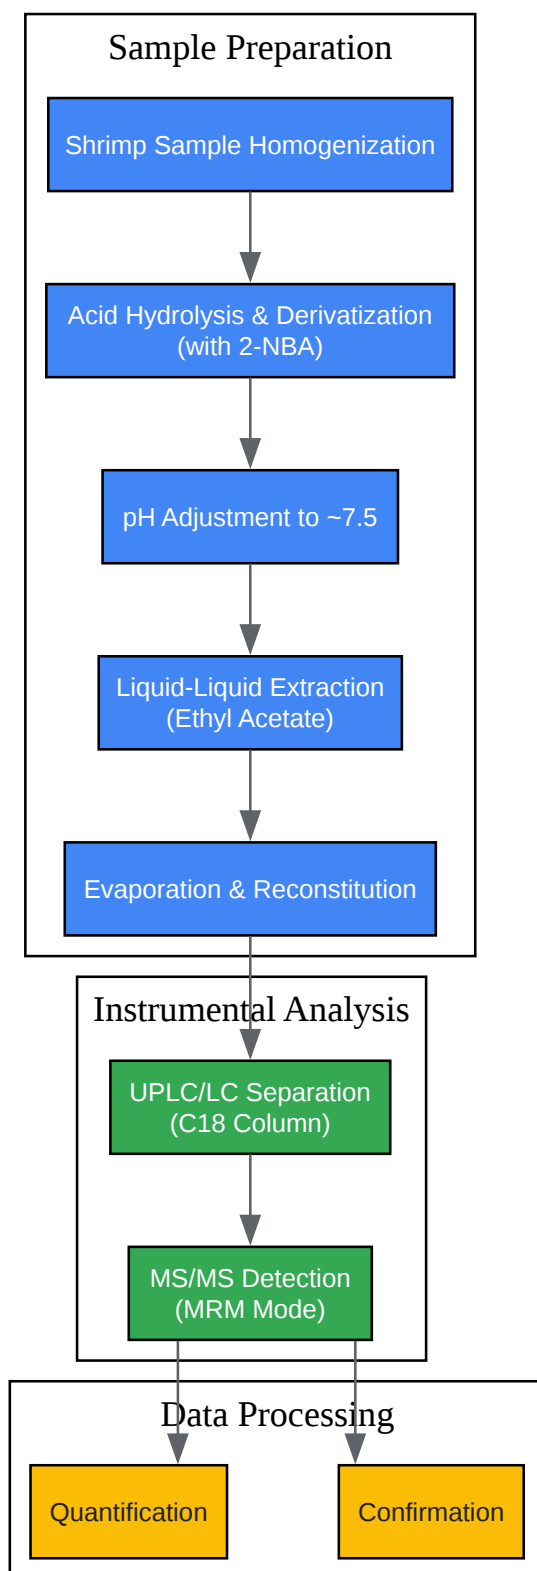 Sample Preparation
Shrimp Sample Homogenization
Acid Hydrolysis & Derivatization
(with 2-NBA)
pH Adjustment to ~7.5
Liquid-Liquid Extraction
(Ethyl Acetate)
Evaporation & Reconstitution
Instrumental Analysis
UPLC/LC Separation
(C18 Column)
MS/MS Detection
(MRM Mode)
Data Processing
Quantification
Confirmation